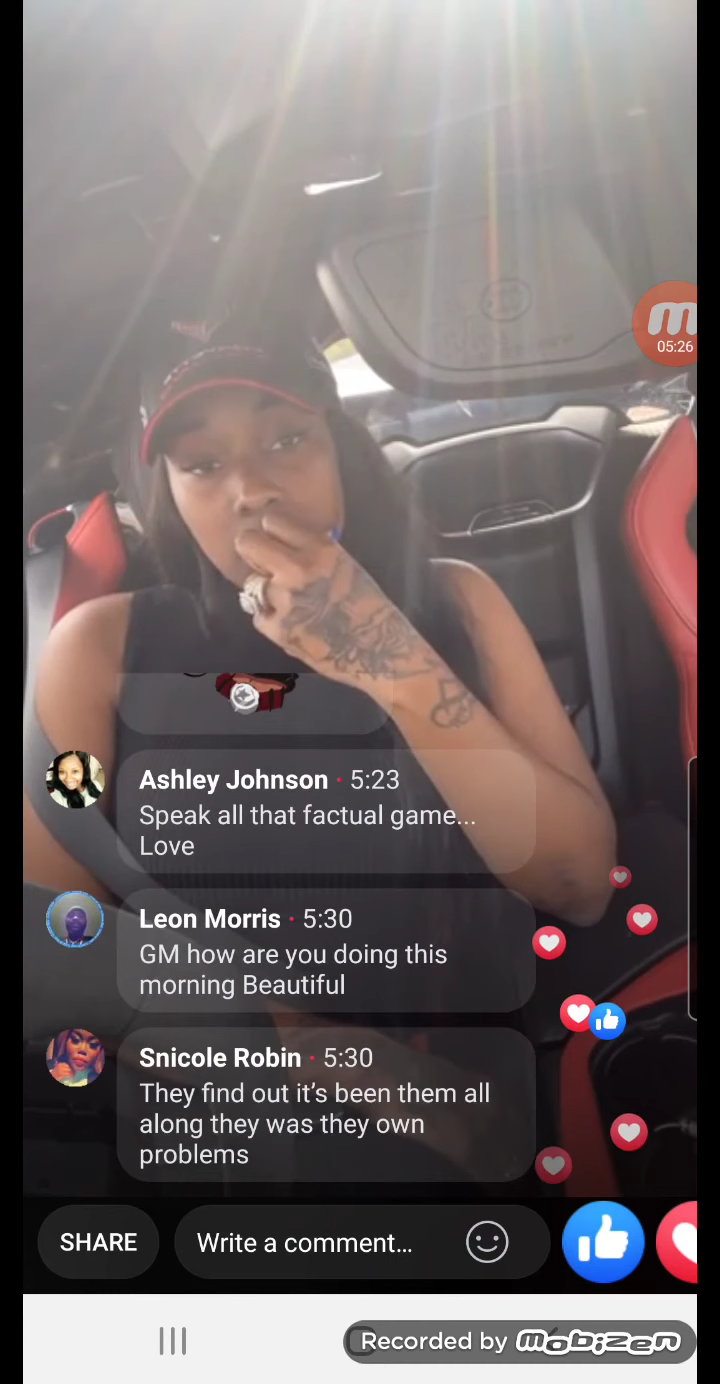 05:26
Ashley Johnson · 5:23
Speak all that factual game...
Love
Leon Morris · 5:30
GM how are you doing this
morning Beautiful
Snicole Robin · 5:30
They find out it’s been them all
along they was they own
problems
SHARE
Write a comment...
Recorded by mobizen